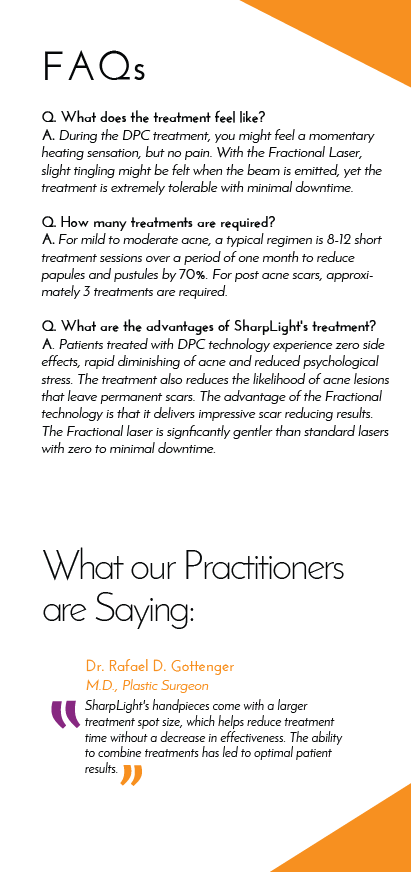 FAQs
Q. What does the treatment feel like?
A. During the DPC treatment, you might feel a momentary
heating sensation, but no pain. With the Fractional Laser,
slight tingling might be felt when the beam is emitted, yet the
treatment is extremely tolerable with minimal downtime.
Q. How many treatments are required?
A. For mild to moderate acne, a typical regimen is 8-12 short
treatment sessions over a period of one month to reduce
papules and pustules by 70%. For post acne scars, approxi-
mately 3 treatments are required.
Q. What are the advantages of SharpLight's treatment?
A. Patients treated with DPC technology experience zero side
effects, rapid diminishing of acne and reduced psychological
stress. The treatment also reduces the likelihood of acne lesions
that leave permanent scars. The advantage of the Fractional
technology is that it delivers impressive scar reducing results.
The Fractional laser is signficantly gentler than standard lasers
with zero to minimal downtime.
What our Practitioners
are Saying:
Dr. Rafael D. Gottenger
M.D., Plastic Surgeon
“SharpLight's handpieces come with a larger
treatment spot size, which helps reduce treatment
time without a decrease in effectiveness. The ability
to combine treatments has led to optimal patient
results.”